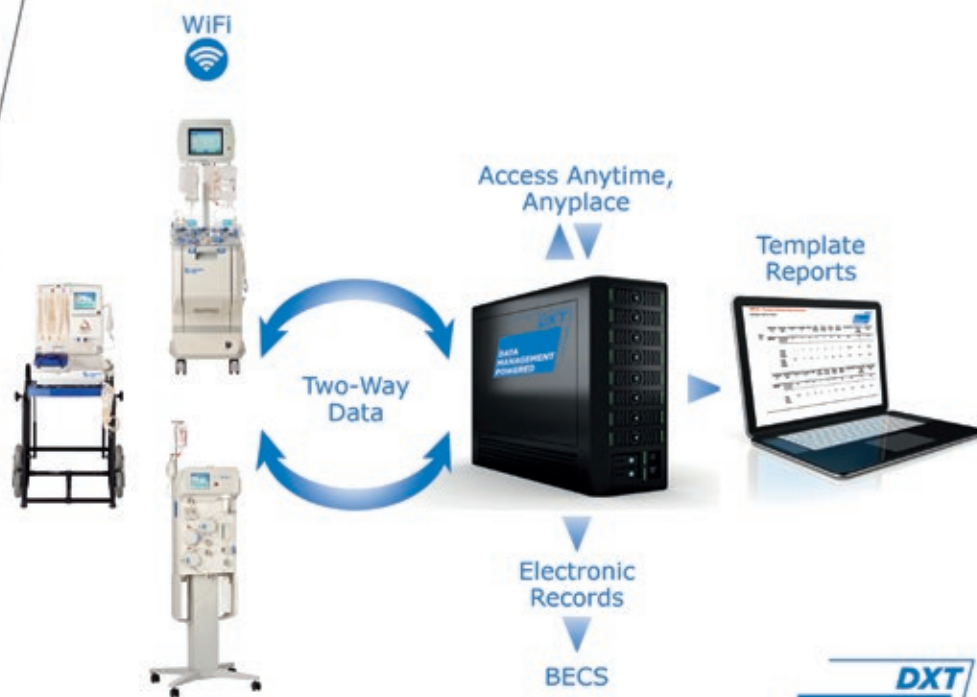 WiFi
Access Anytime,
Anyplace
Template
Reports
Two-Way
Data
DXT
DATA
MANAGEMENT
POWERED
Electronic
Records
BECS
DXT